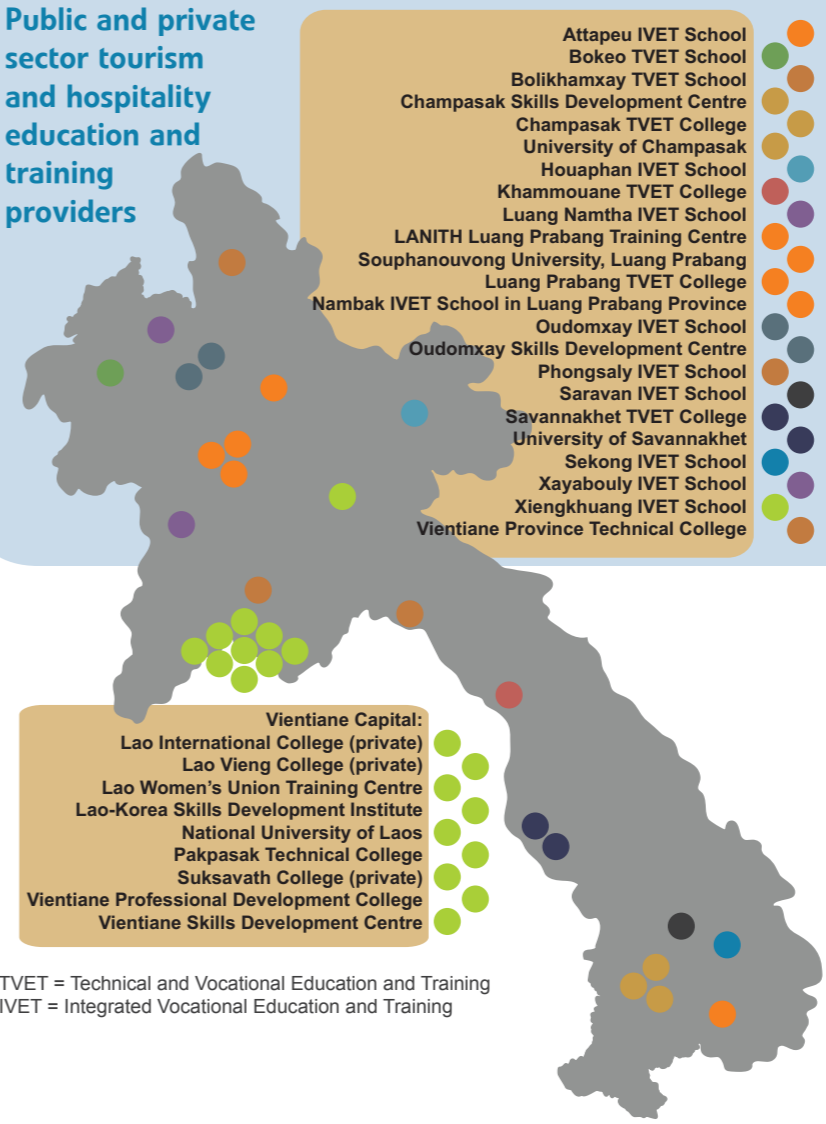 Public and private
sector tourism
and hospitality
education and
training
providers
Attapeu IVET School
Bokeo TVET School
Bolikhamxay TVET School
Champasak Skills Development Centre
Champasak TVET College
University of Champasak
Houaphan IVET School
Khammouane TVET College
Luang Namtha IVET School
LANITH Luang Prabang Training Centre
Souphanouvong University, Luang Prabang
Luang Prabang TVET College
Nambak IVET School in Luang Prabang Province
Oudomxay IVET School
Oudomxay Skills Development Centre
Phongsaly IVET School
Saravan IVET School
Savannakhet TVET College
University of Savannakhet
Sekong IVET School
Xayabouly IVET School
Xiengkhuang IVET School
Vientiane Province Technical College
Vientiane Capital:
Lao International College (private)
Lao Vieng College (private)
Lao Women’s Union Training Centre
Lao-Korea Skills Development Institute
National University of Laos
Pakpasak Technical College
Suksavath College (private)
Vientiane Professional Development College
Vientiane Skills Development Centre
TVET = Technical and Vocational Education and Training
IVET = Integrated Vocational Education and Training